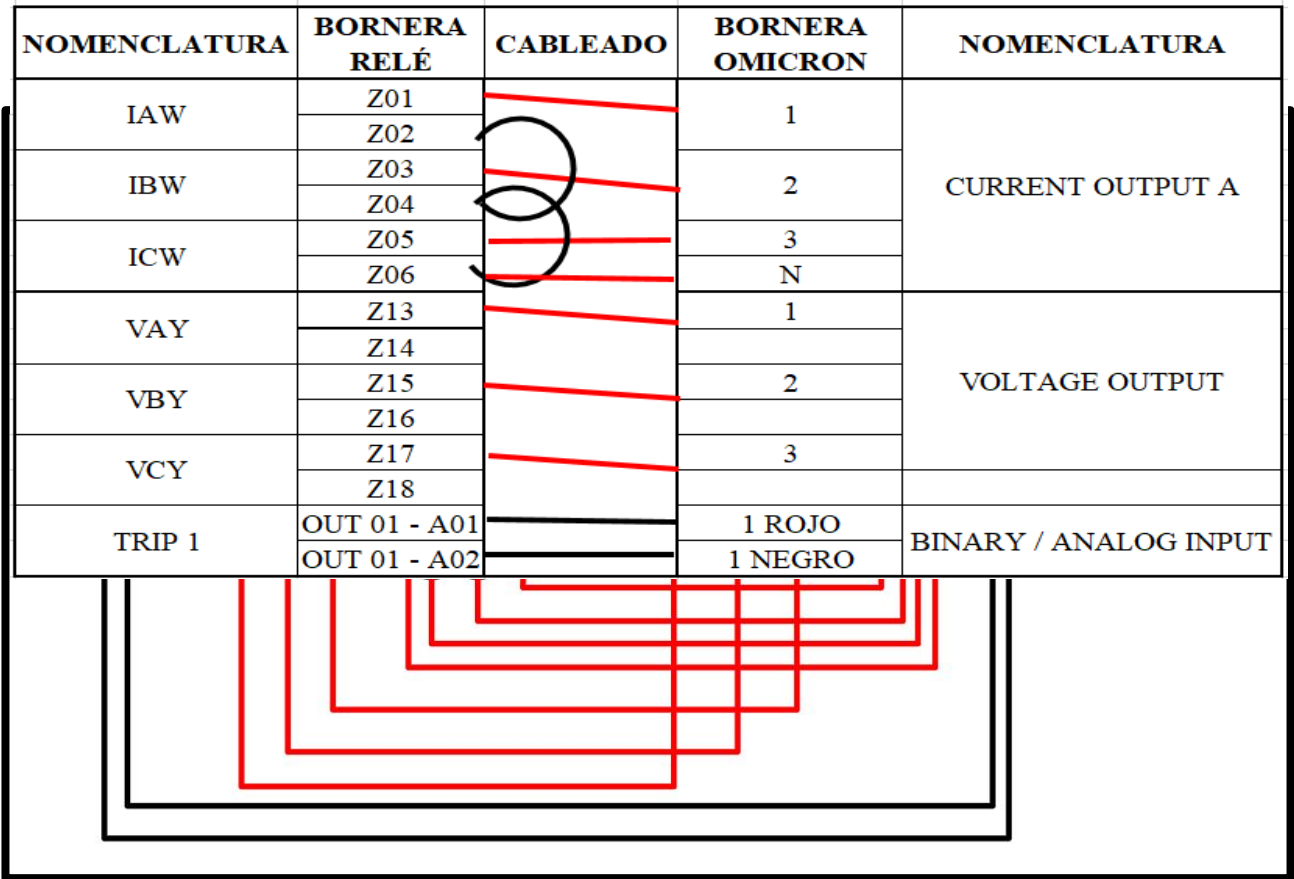 NOMENCLATURA
BORNERA
RELÉ
CABLEADO
BORNERA
OMICRON
NOMENCLATURA
IAW
Z01
Z02
1
CURRENT OUTPUT A
IBW
Z03
Z04
2
ICW
Z05
Z06
3
N
VAY
Z13
Z14
1
VOLTAGE OUTPUT
VBY
Z15
Z16
2
VCY
Z17
Z18
3
TRIP 1
OUT 01 - A01
OUT 01 - A02
1 ROJO
1 NEGRO
BINARY / ANALOG INPUT